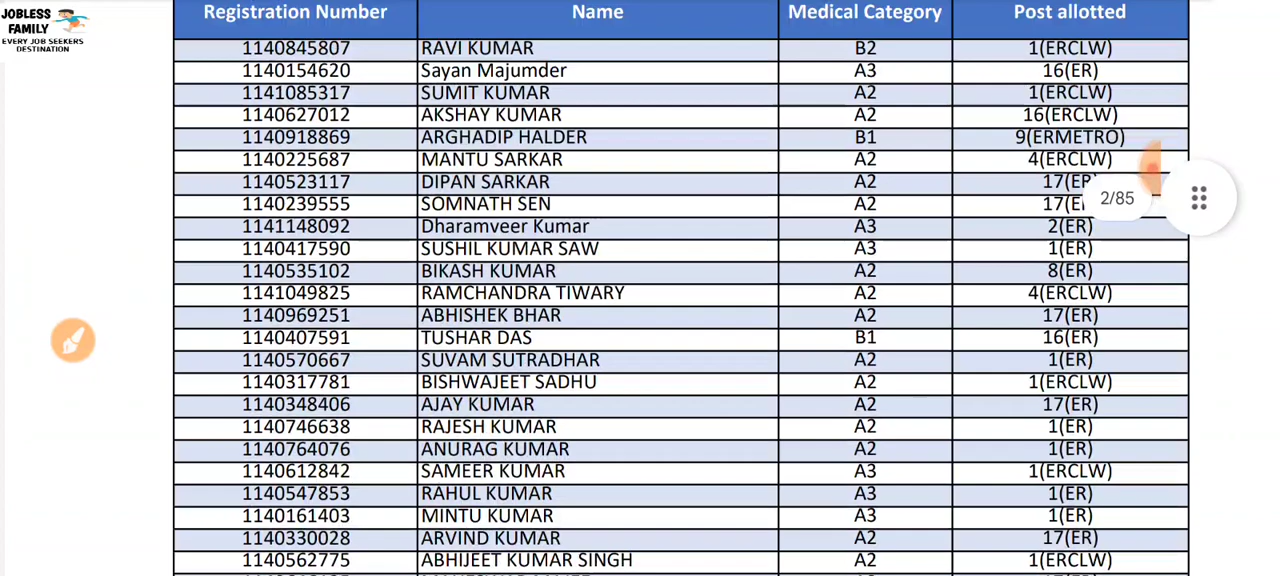 JOBLESS
FAMILY
EVERY JOB SEEKERS
DESTINATION
Registration Number Name Medical Category Post allotted
1140845807 RAVI KUMAR B2 1(ERCLW)
1140154620 Sayan Majumder A3 16(ER)
1141085317 SUMIT KUMAR A2 1(ERCLW)
1140627012 AKSHAY KUMAR A2 16(ERCLW)
1140918869 ARGHADIP HALDER B1 9(ERMETRO)
1140225687 MANTU SARKAR A2 4(ERCLW)
1140523117 DIPAN SARKAR A2 17(ER)
1140239555 SOMNATH SEN A2
2/85
1141148092 Dharamveer Kumar A3 2(ER)
1140417590 SUSHIL KUMAR SAW A3 1(ER)
1140535102 BIKASH KUMAR A2 8(ER)
1141049825 RAMCHANDRA TIWARY A2 4(ERCLW)
1140969251 ABHISHEK BHAR A2 17(ER)
1140407591 TUSHAR DAS B1 16(ER)
1140570667 SUVAM SUTRADHAR A2 1(ER)
1140317781 BISHWAJEET SADHU A2 1(ERCLW)
1140348406 AJAY KUMAR A2 17(ER)
1140746638 RAJESH KUMAR A2 1(ER)
1140764076 ANURAG KUMAR A2 1(ER)
1140612842 SAMEER KUMAR A3 1(ERCLW)
1140547853 RAHUL KUMAR A3 1(ER)
1140161403 MINTU KUMAR A3 1(ER)
1140330028 ARVIND KUMAR A2 17(ER)
1140562775 ABHIJEET KUMAR SINGH A2 1(ERCLW)